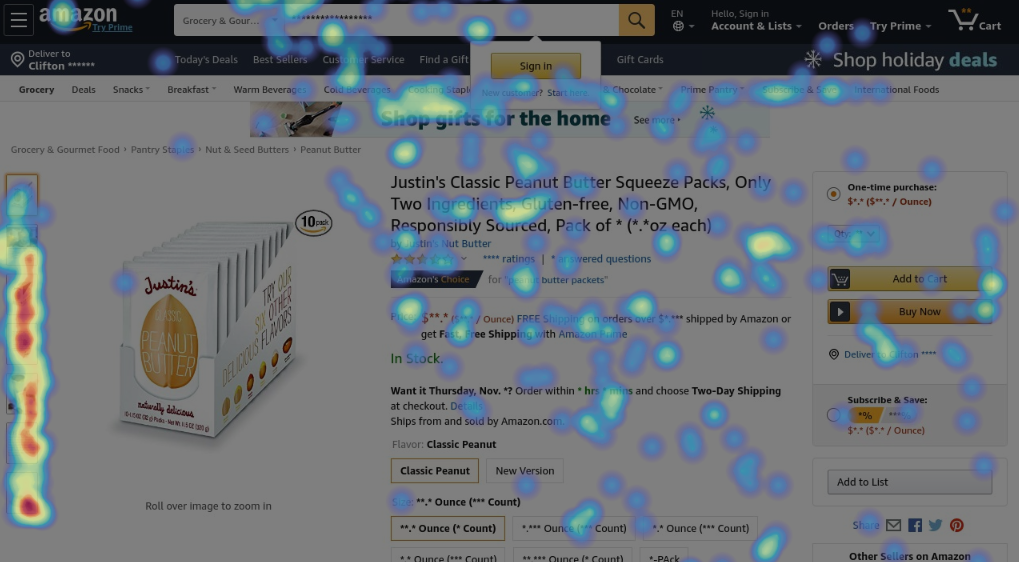 amazon
Try Prime
Grocery & Gour...
****************
EN
Hello, Sign in
Account & Lists
Orders
Try Prime
**
Cart
Deliver to
Clifton ******
Today's Deals
Best Sellers
Customer Service
Find a Gift
Sign in
New customer? Start here.
Gift Cards
Shop holiday deals
Grocery
Deals
Snacks
Breakfast
Warm Beverages
Cold Beverages
Cooking Staples
& Chocolate
Prime Pantry
Subscribe & Save
International Foods
Shop gifts for the home
See more
Grocery & Gourmet Food › Pantry Staples › Nut & Seed Butters › Peanut Butter
10 pack
Justin's
CLASSIC
PEANUT
BUTTER
naturally delicious
TRY OUR
SIX OTHER
DELICIOUS FLAVORS
Roll over image to zoom in
Justin's Classic Peanut Butter Squeeze Packs, Only
Two Ingredients, Gluten-free, Non-GMO,
Responsibly Sourced, Pack of * (*.*oz each)
by Justin's Nut Butter
**** ratings | * answered questions
Amazon's Choice
for "peanut butter packets"
Price: $**.* ($*.** / Ounce) FREE Shipping on orders over $*.*** shipped by Amazon or
get Fast, Free Shipping with Amazon Prime
In Stock.
Want it Thursday, Nov. *? Order within * hrs * mins and choose Two-Day Shipping
at checkout. Details
Ships from and sold by Amazon.com.
Flavor: Classic Peanut
Classic Peanut
New Version
Size: **.* Ounce (*** Count)
**.* Ounce (* Count)
*.*** Ounce (** Count)
*.* Ounce (** Count)
*.* Ounce (*** Count)
**.*** Ounce (** Count)
*-PAck
One-time purchase:
$*.* ($**.* / Ounce)
Qty:
Add to Cart
Buy Now
Deliver to Clifton ****
Subscribe & Save:
*%
$*.* ($*.* / Ounce)
Add to List
Share
Other Sellers on Amazon